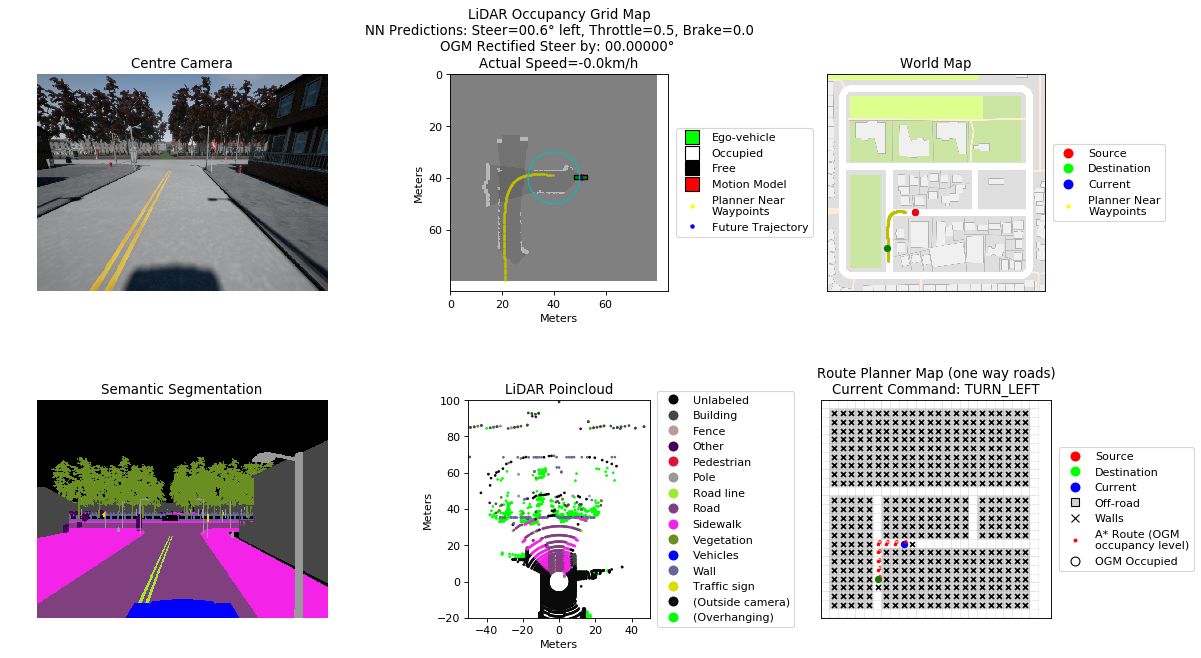 LiDAR Occupancy Grid Map
NN Predictions: Steer=00.6° left, Throttle=0.5, Brake=0.0
OGM Rectified Steer by: 00.00000°
Actual Speed=-0.0km/h
Centre Camera
World Map
0
20
40
60
Meters
0
20
40
60
Meters
Ego-vehicle
Occupied
Free
Motion Model
Planner Near
Waypoints
Future Trajectory
Source
Destination
Current
Planner Near
Waypoints
Semantic Segmentation
LiDAR Poincloud
Route Planner Map (one way roads)
Current Command: TURN_LEFT
100
80
60
40
20
0
−20
Meters
−40
−20
0
20
40
Meters
Unlabeled
Building
Fence
Other
Pedestrian
Pole
Road line
Road
Sidewalk
Vegetation
Vehicles
Wall
Traffic sign
(Outside camera)
(Overhanging)
Source
Destination
Current
Off-road
Walls
A* Route (OGM
occupancy level)
OGM Occupied